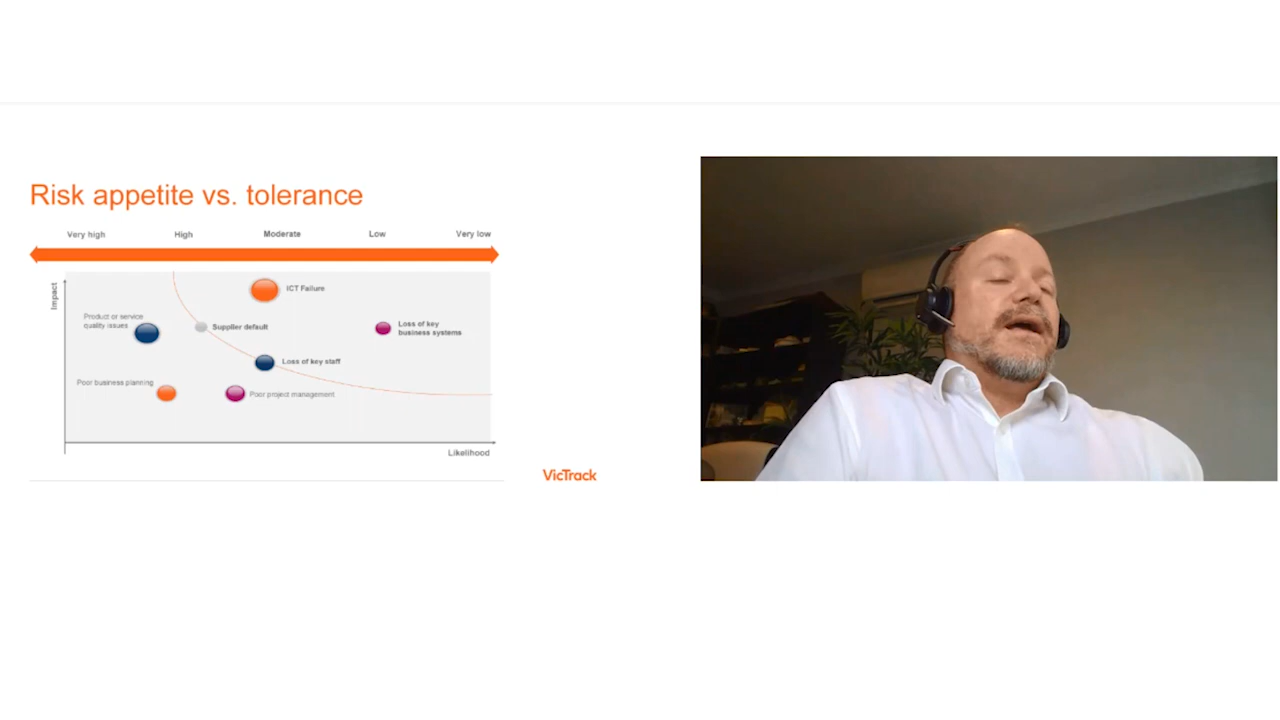 Risk appetite vs. tolerance
Very high High Moderate Low Very low
Impact
ICT Failure
Product or service
quality issues
Supplier default
Loss of key
business systems
Loss of key staff
Poor business planning
Poor project management
Likelihood
VicTrack